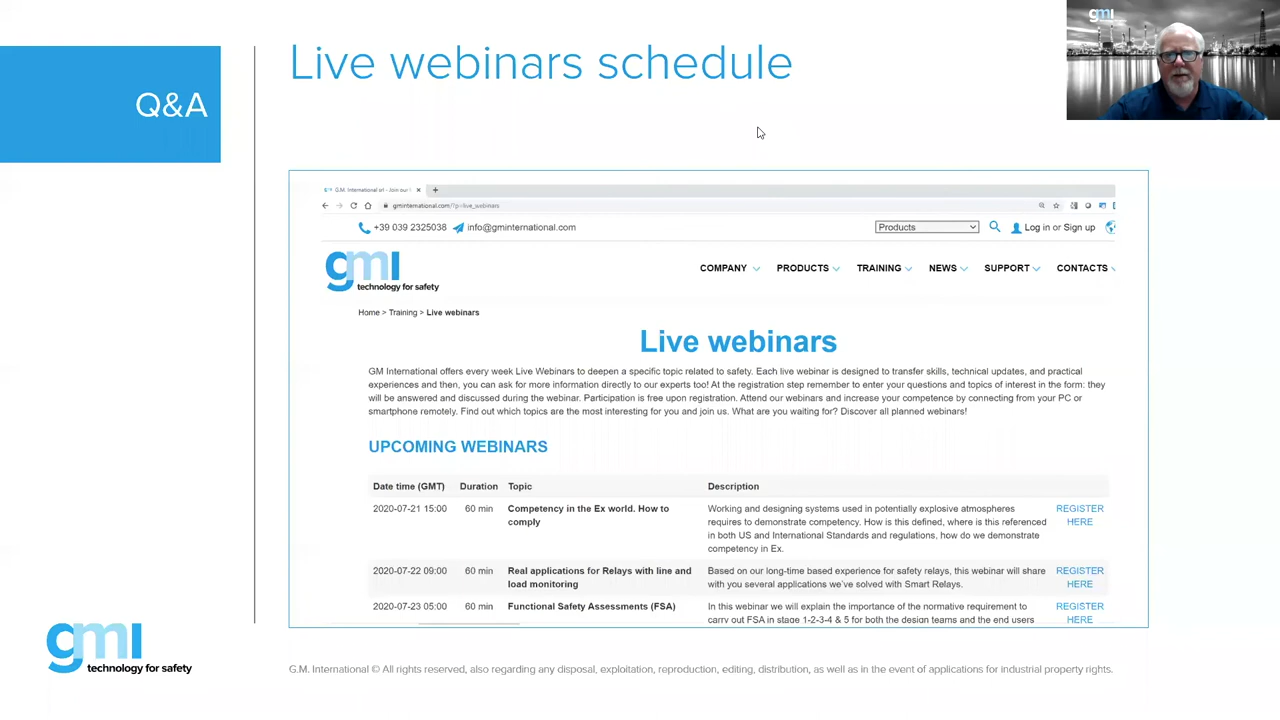 Live webinars schedule
Q&A
gmi
G.M. International srl - Join our
gminternational.com/?p=live_webinars
+39 039 2325038 info@gminternational.com
Products
Log in or Sign up
gmi
technology for safety
COMPANY PRODUCTS TRAINING NEWS SUPPORT CONTACTS
Home > Training > Live webinars
Live webinars
GM International offers every week Live Webinars to deepen a specific topic related to safety. Each live webinar is designed to transfer skills, technical updates, and practical
experiences and then, you can ask for more information directly to our experts too! At the registration step remember to enter your questions and topics of interest in the form: they
will be answered and discussed during the webinar. Participation is free upon registration. Attend our webinars and increase your competence by connecting from your PC or
smartphone remotely. Find out which topics are the most interesting for you and join us. What are you waiting for? Discover all planned webinars!
UPCOMING WEBINARS
Date time (GMT) Duration Topic Description
2020-07-21 15:00 60 min Competency in the Ex world. How to Working and designing systems used in potentially explosive atmospheres REGISTER
comply requires to demonstrate competency. How is this defined, where is this referenced HERE
in both US and International Standards and regulations, how do we demonstrate
competency in Ex.
2020-07-22 09:00 60 min Real applications for Relays with line and Based on our long-time based experience for safety relays, this webinar will share REGISTER
load monitoring with you several applications we've solved with Smart Relays. HERE
2020-07-23 05:00 60 min Functional Safety Assessments (FSA) In this webinar we will explain the importance of the normative requirement to REGISTER
carry out FSA in stage 1-2-3-4 & 5 for both the design teams and the end users HERE
gmi
technology for safety
G.M. International © All rights reserved, also regarding any disposal, exploitation, reproduction, editing, distribution, as well as in the event of applications for industrial property rights.